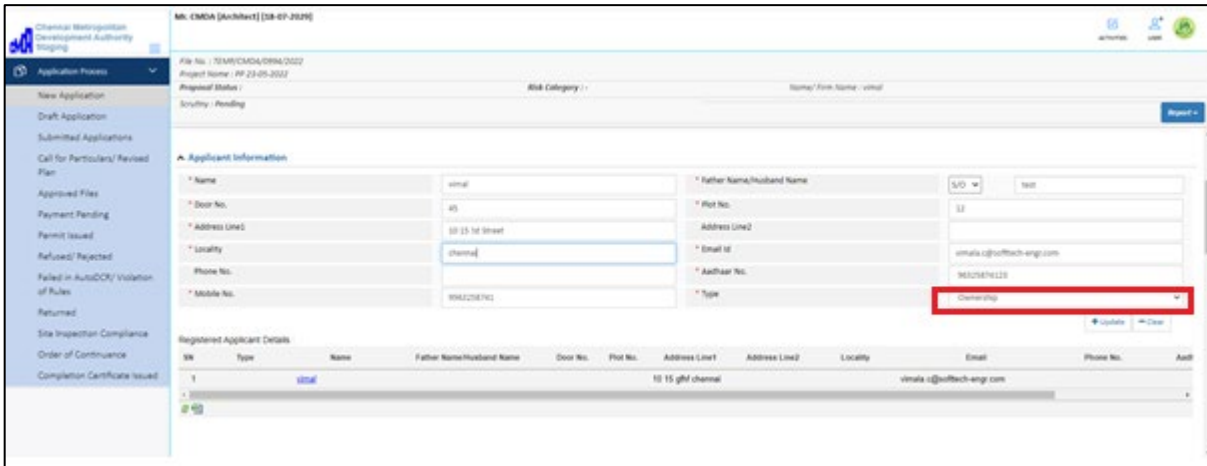 Chennai Metropolitan
Development Authority
Staging
Mr. CMDA [Architect] [18-07-2029]
ACTIVITIES
USER
Application Process
New Application
Draft Application
Submitted Applications
Call for Particulars/ Revised
Plan
Approved Files
Payment Pending
Permit Issued
Refused/ Rejected
Failed in AutoDCR/ Violation
of Rules
Returned
Site Inspection Compliance
Order of Continuance
Completion Certificate Issued
File No. : TEMP/CMDA/0994/2022
Project Name : PP 23-05-2022
Proposal Status : Risk Category : - Name/ Firm Name : vimal
Scrutiny : Pending
Report
Applicant Information
* Name vimal * Father Name/Husband Name S/O test
* Door No. 45 * Plot No. 12
* Address Line1 10 15 1st Street Address Line2
* Locality chennai * Email Id vimala.c@softtech-engr.com
Phone No. * Aadhaar No. 96325874123
* Mobile No. * Type Ownership
Update Clear
Registered Applicant Details
SN Type Name Father Name/Husband Name Door No. Plot No. Address Line1 Address Line2 Locality Email Phone No. Aadh
1 vimal 10 15 gfhf chennai vimala.c@softtech-engr.com